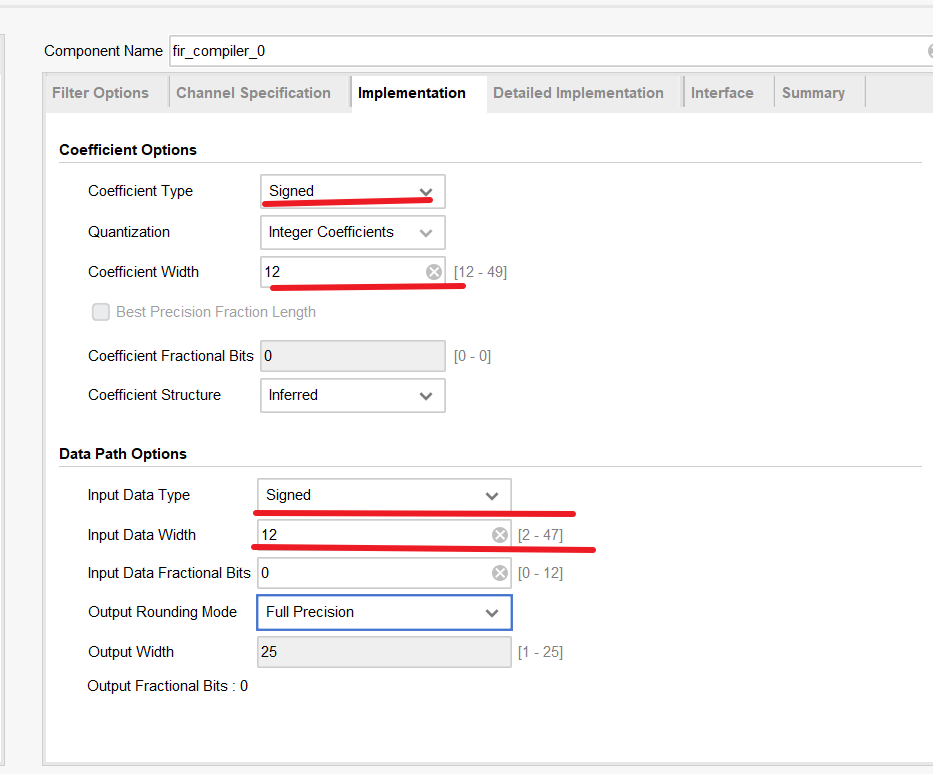 Component Name fir_compiler_0
Filter Options Channel Specification Implementation Detailed Implementation Interface Summary
Coefficient Options
Coefficient Type Signed
Quantization Integer Coefficients
Coefficient Width 12 [12 - 49]
Best Precision Fraction Length
Coefficient Fractional Bits 0 [0 - 0]
Coefficient Structure Inferred
Data Path Options
Input Data Type Signed
Input Data Width 12 [2 - 47]
Input Data Fractional Bits 0 [0 - 12]
Output Rounding Mode Full Precision
Output Width 25 [1 - 25]
Output Fractional Bits : 0